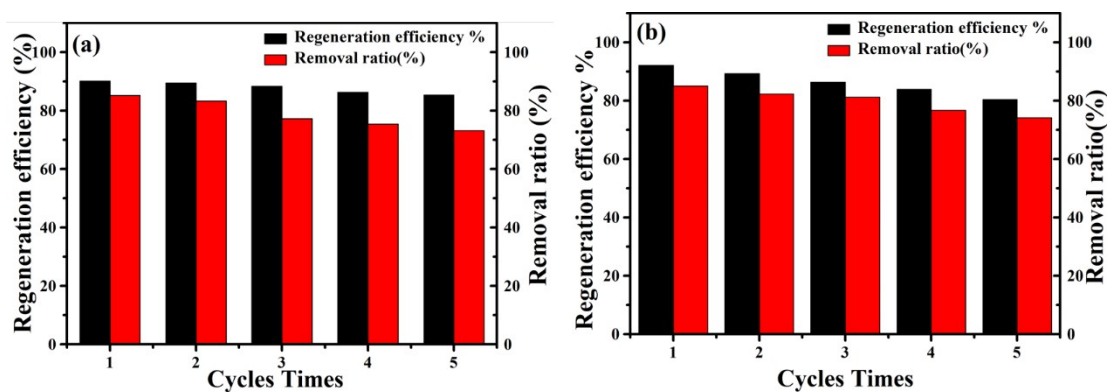 (a)
Regeneration efficiency %
Removal ratio(%)
Regeneration efficiency (%)
100
80
60
40
20
0
100
80
60
40
20
0
Removal ratio (%)
1 2 3 4 5
Cycles Times
(b)
Regeneration efficiency %
Removal ratio(%)
Regeneration efficiency %
100
80
60
40
20
0
100
80
60
40
20
0
Removal ratio(%)
1 2 3 4 5
Cycles Times